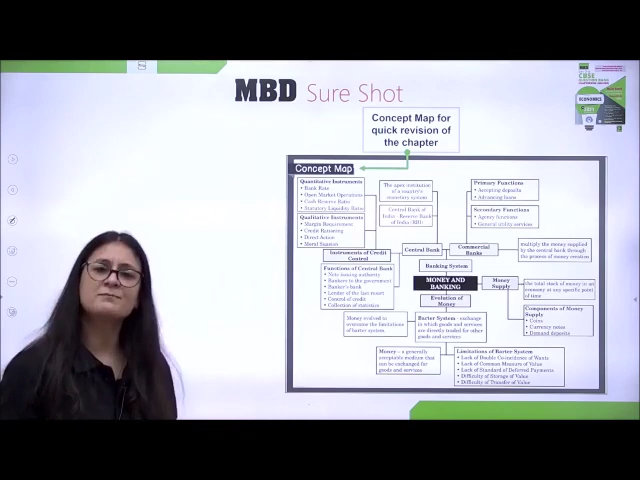 MBD Sure Shot
CBSE
ECONOMICS
Concept Map for
quick revision of
the chapter
Concept Map
Quantitative Instruments
• Bank Rate
• Open Market Operations
• Cash Reserve Ratio
• Statutory Liquidity Ratio
Qualitative Instruments
• Margin Requirement
• Credit Rationing
• Direct Action
• Moral Suasion
Instruments of Credit
Control
Functions of Central Bank
• Note issuing authority
• Bankers to the government
• Banker's bank
• Lender of the last resort
• Control of credit
• Collection of statistics
The apex institution
of a country's
monetary system
Central Bank of
India - Reserve Bank
of India (RBI)
Central Bank
Primary Functions
• Accepting deposits
• Advancing loans
Secondary Functions
• Agency functions
• General utility services
Commercial
Banks
multiply the money supplied
by the central bank through
the process of money creation
Banking System
MONEY AND
BANKING
Money
Supply
the total stock of money in an
economy at any specific point
of time
Components of Money
Supply
• Coins
• Currency notes
• Demand deposits
Evolution of
Money
Money evolved to
overcome the limitations
of barter system
Barter System - exchange
in which goods and services
are directly traded for other
goods and services
Money - a generally
acceptable medium that
can be exchanged for
goods and services
Limitations of Barter System
• Lack of Double Coincidence of Wants
• Lack of Common Measure of Value
• Lack of Standard of Deferred Payments
• Difficulty of Storage of Value
• Difficulty of Transfer of Value